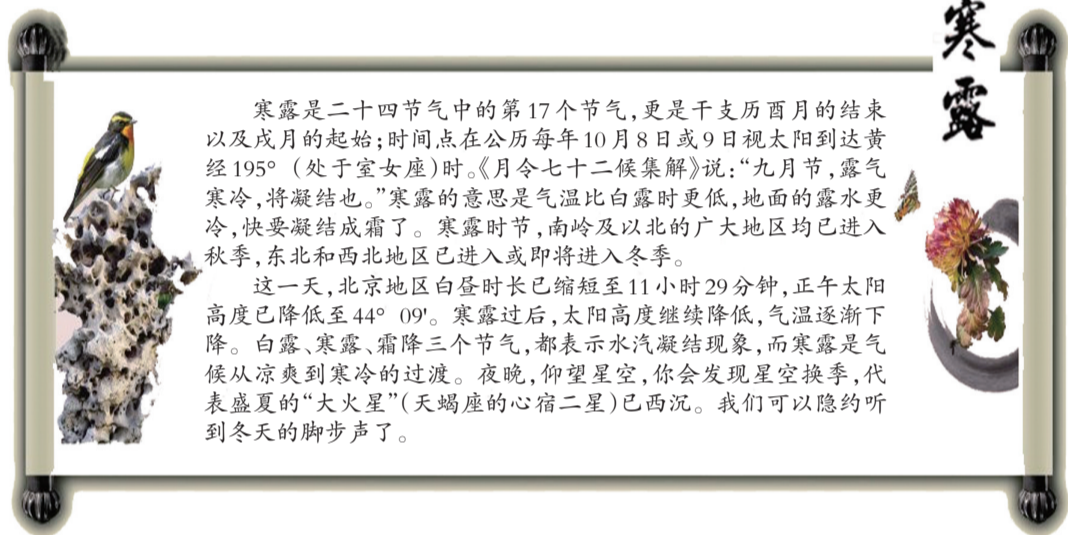 寒露
寒露是二十四节气中的第17个节气,更是干支历酉月的结束
以及戌月的起始;时间点在公历每年10月8日或9日视太阳到达黄
经195°（处于室女座)时。《月令七十二候集解》说:“九月节,露气
寒冷,将凝结也。”寒露的意思是气温比白露时更低,地面的露水更
冷,快要凝结成霜了。寒露时节,南岭及以北的广大地区均已进入
秋季,东北和西北地区已进入或即将进入冬季。
这一天,北京地区白昼时长已缩短至11小时29分钟,正午太阳
高度已降低至44°09'。寒露过后,太阳高度继续降低,气温逐渐下
降。白露、寒露、霜降三个节气,都表示水汽凝结现象,而寒露是气
候从凉爽到寒冷的过渡。夜晚,仰望星空,你会发现星空换季,代
表盛夏的“大火星”(天蝎座的心宿二星)已西沉。我们可以隐约听
到冬天的脚步声了。